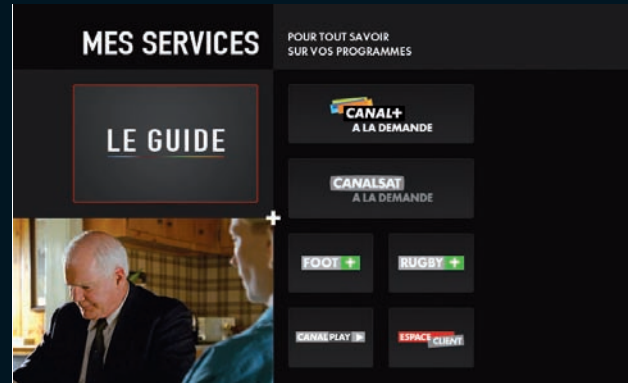 MES SERVICES
POUR TOUT SAVOIR
SUR VOS PROGRAMMES
LE GUIDE
CANAL+
A LA DEMANDE
CANALSAT
A LA DEMANDE
FOOT +
RUGBY +
CANALPLAY
ESPACE
CLIENT